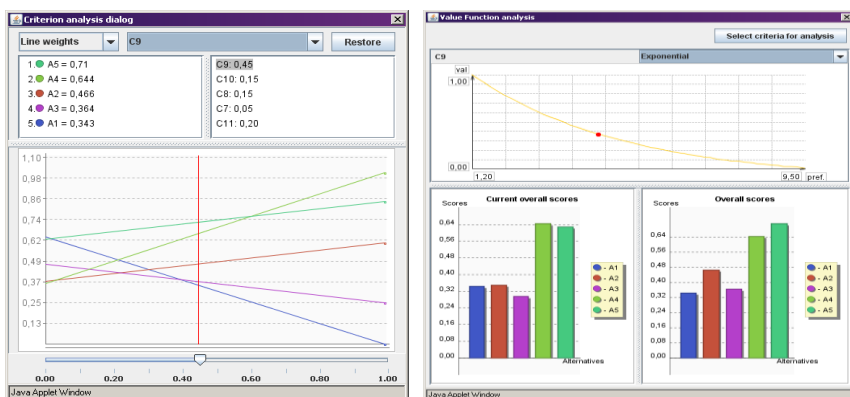 Criterion analysis dialog
Line weights C9 Restore
1. A5 = 0,71
2. A4 = 0,644
3. A2 = 0,466
4. A3 = 0,364
5. A1 = 0,343
C9: 0,45
C10: 0,15
C8: 0,15
C7: 0,05
C11: 0,20
1,10
0,98
0,86
0,74
0,62
0,49
0,37
0,25
0,13
0.00 0.20 0.40 0.60 0.80 1.00
Java Applet Window
Value Function analysis
Select criteria for analysis
C9 Exponential
val
1,00
0,00
1,20 9,50 pref.
Scores Current overall scores
0,64
0,56
0,48
0,40
0,32
0,24
0,16
0,08
0,00
- A1
- A2
- A3
- A4
- A5
Alternatives
Scores Overall scores
0,64
0,56
0,48
0,40
0,32
0,24
0,16
0,08
0,00
- A1
- A2
- A3
- A4
- A5
Alternatives
Java Applet Window